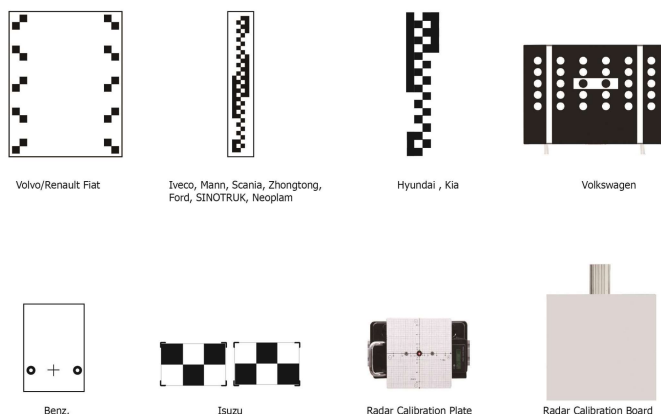 Volvo/Renault Fiat
Iveco, Mann, Scania, Zhongtong,
Ford, SINOTRUK, Neoplam
Hyundai , Kia
Volkswagen
Benz.
Isuzu
Radar Calibration Plate
Radar Calibration Board